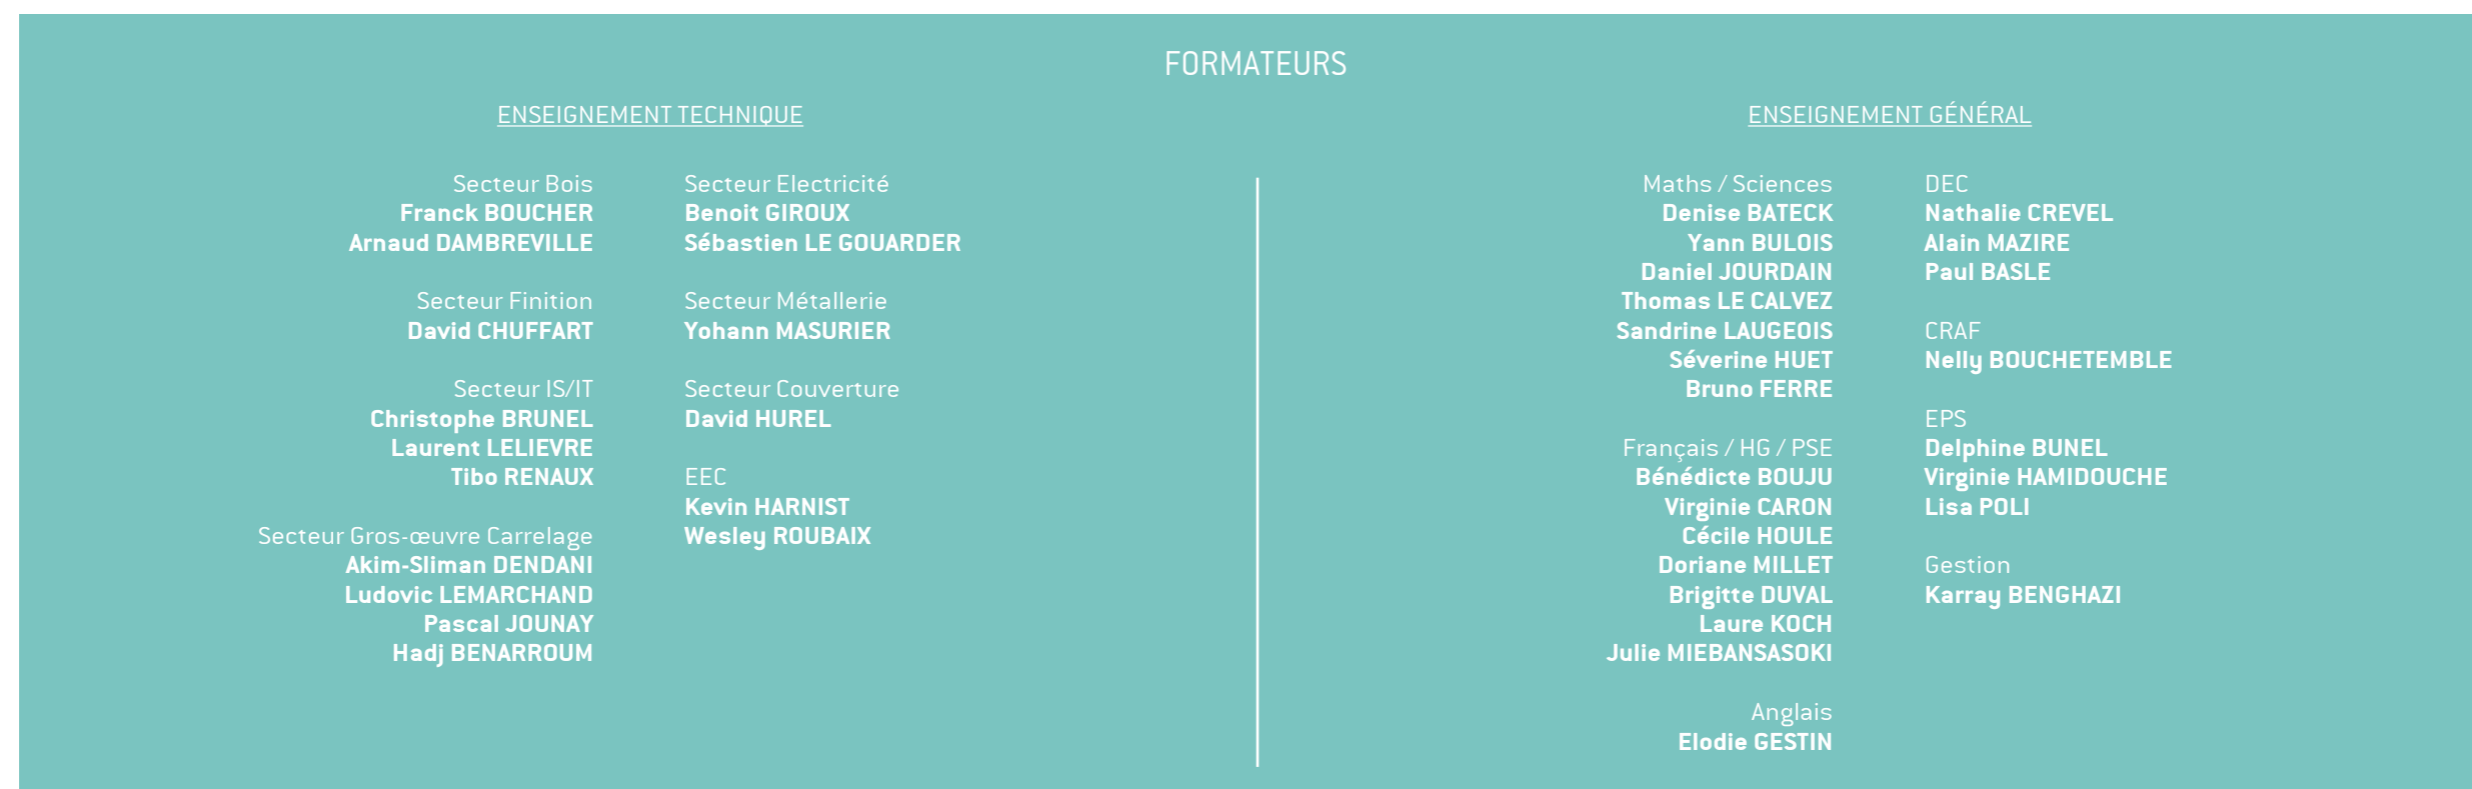 FORMATEURS
ENSEIGNEMENT TECHNIQUE
Secteur Bois
Franck BOUCHER
Arnaud DAMBREVILLE
Secteur Finition
David CHUFFART
Secteur IS/IT
Christophe BRUNEL
Laurent LELIEVRE
Tibo RENAUX
Secteur Gros-œuvre Carrelage
Akim-Sliman DENDANI
Ludovic LEMARCHAND
Pascal JOUNAY
Hadj BENARROUM
Secteur Electricité
Benoit GIROUX
Sébastien LE GOUARDER
Secteur Métallerie
Yohann MASURIER
Secteur Couverture
David HUREL
EEC
Kevin HARNIST
Wesley ROUBAIX
ENSEIGNEMENT GÉNÉRAL
Maths / Sciences
Denise BATECK
Yann BULOIS
Daniel JOURDAIN
Thomas LE CALVEZ
Sandrine LAUGEOIS
Séverine HUET
Bruno FERRE
Français / HG / PSE
Bénédicte BOUJU
Virginie CARON
Cécile HOULE
Doriane MILLET
Brigitte DUVAL
Laure KOCH
Julie MIEBANSASOKI
Anglais
Elodie GESTIN
DEC
Nathalie CREVEL
Alain MAZIRE
Paul BASLE
CRAF
Nelly BOUCHETEMBLE
EPS
Delphine BUNEL
Virginie HAMIDOUCHE
Lisa POLI
Gestion
Karray BENGHAZI